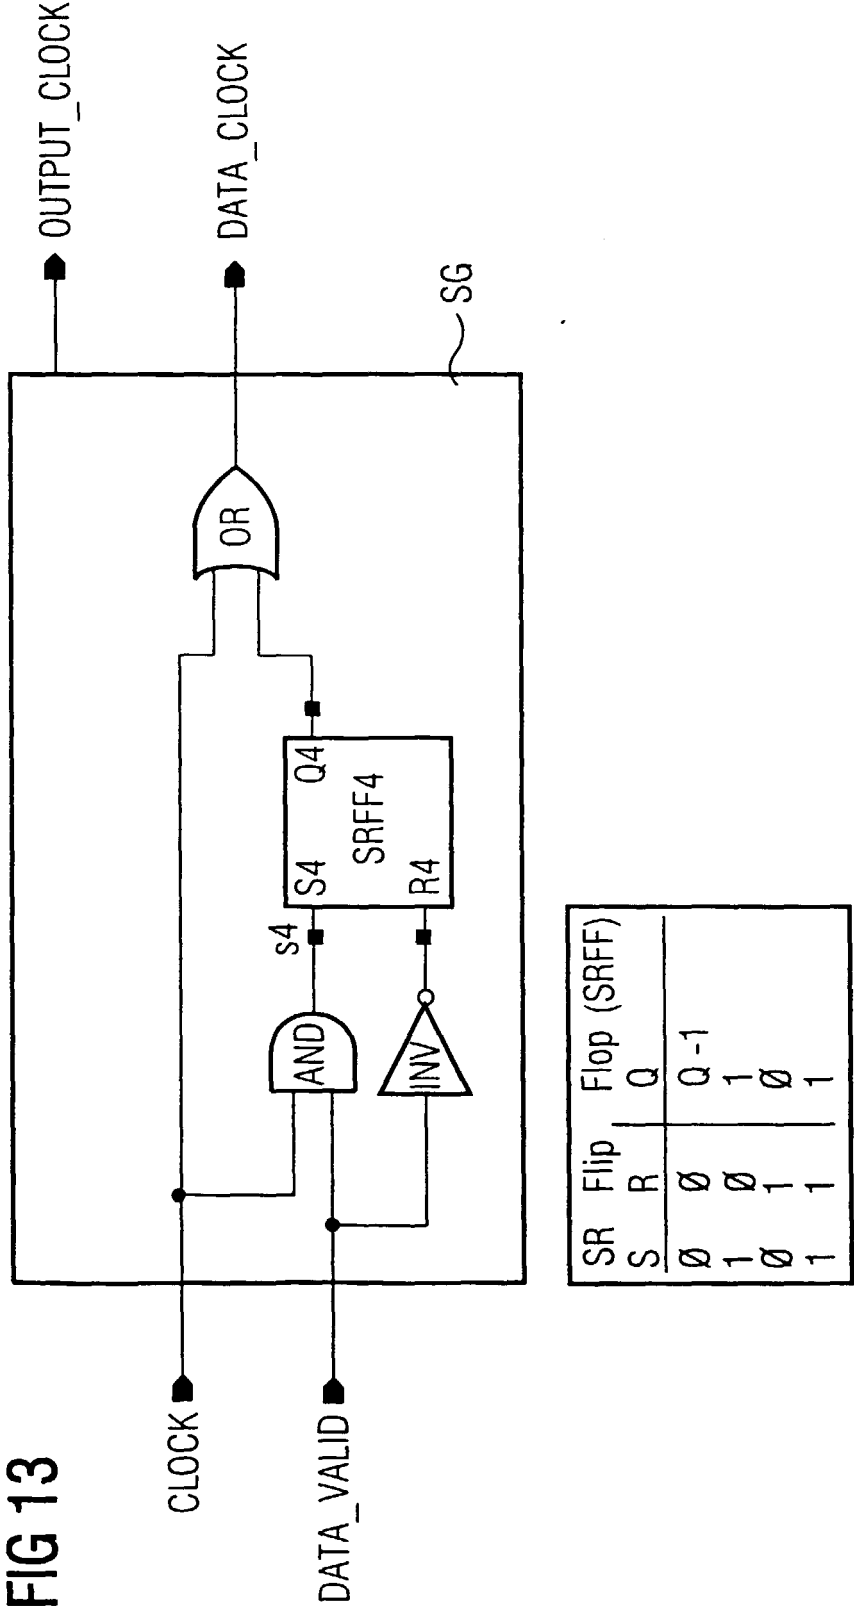 FIG 13
OUTPUT_CLOCK
CLOCK
DATA_CLOCK
DATA_VALID
OR
AND
INV
s4
S4
Q4
SRFF4
R4
SG
SR Flip Flop (SRFF)
S R Q
Ø Ø Q-1
1 Ø 1
Ø 1 Ø
1 1 1